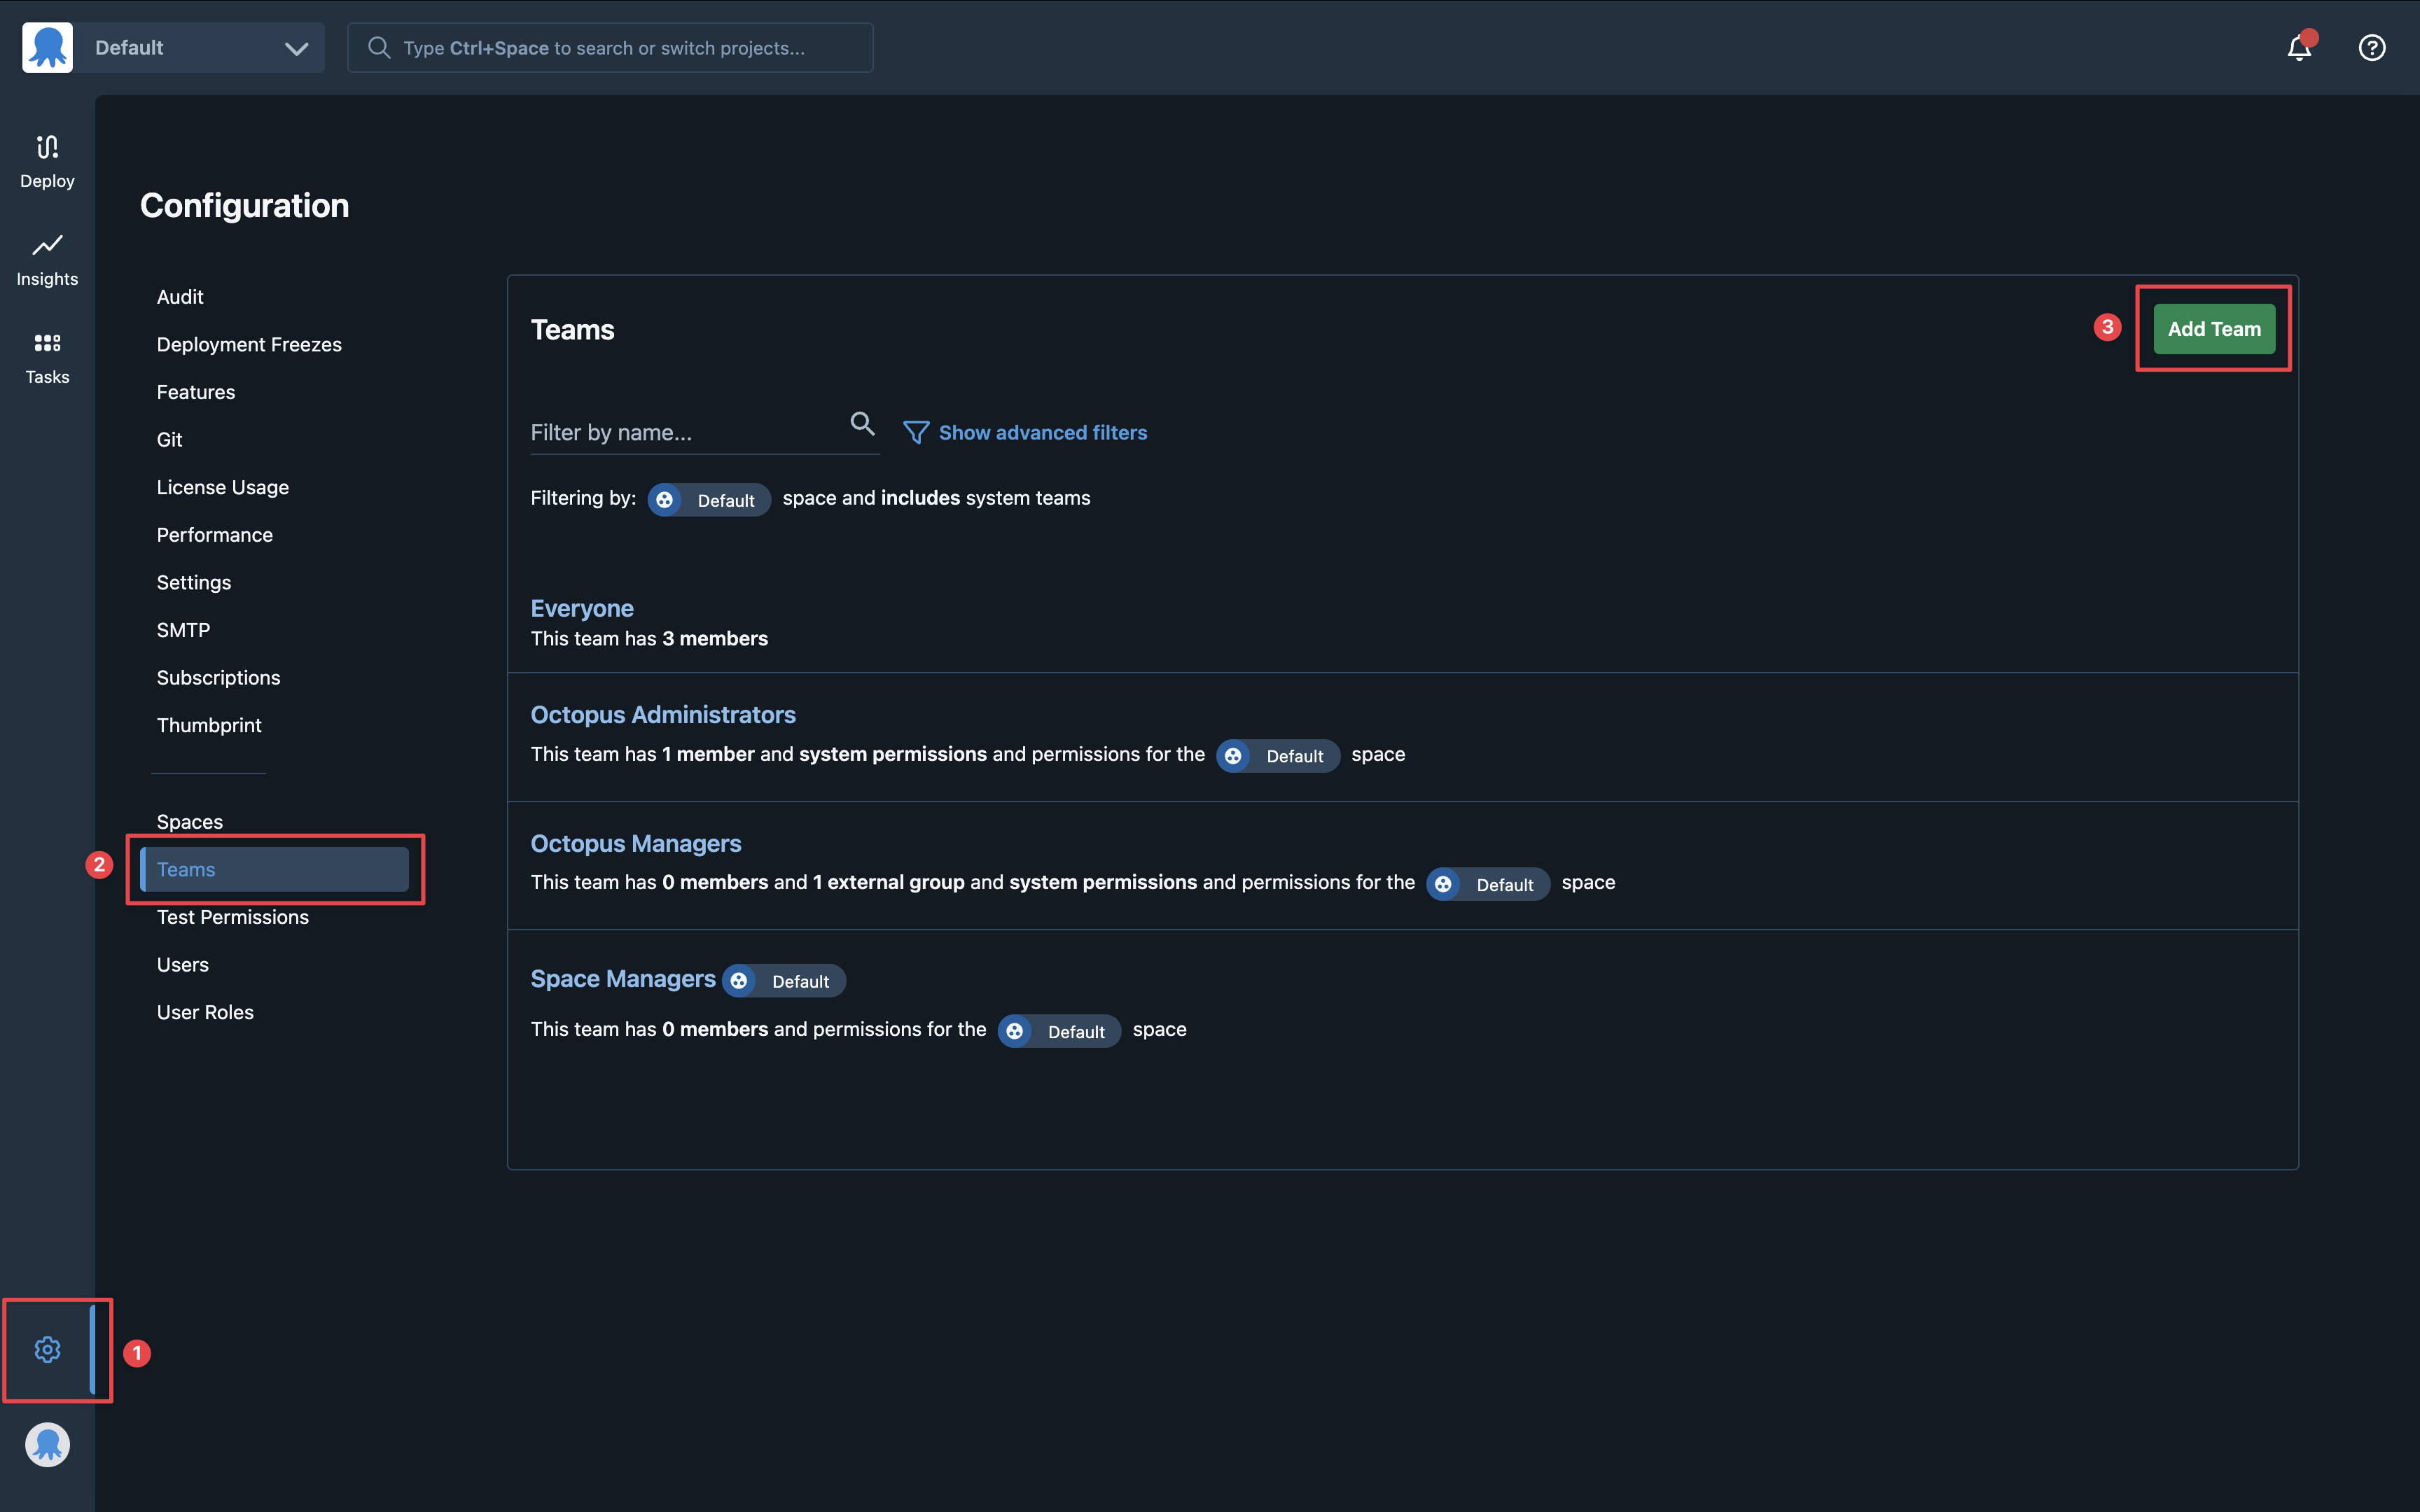 Default
Type Ctrl+Space to search or switch projects...
Deploy
Insights
Tasks
Configuration
Audit
Deployment Freezes
Features
Git
License Usage
Performance
Settings
SMTP
Subscriptions
Thumbprint
Spaces
2
Teams
Test Permissions
Users
User Roles
1
Teams
3
Add Team
Filter by name...
Show advanced filters
Filtering by: Default space and includes system teams
Everyone
This team has 3 members
Octopus Administrators
This team has 1 member and system permissions and permissions for the Default space
Octopus Managers
This team has 0 members and 1 external group and system permissions and permissions for the Default space
Space Managers Default
This team has 0 members and permissions for the Default space